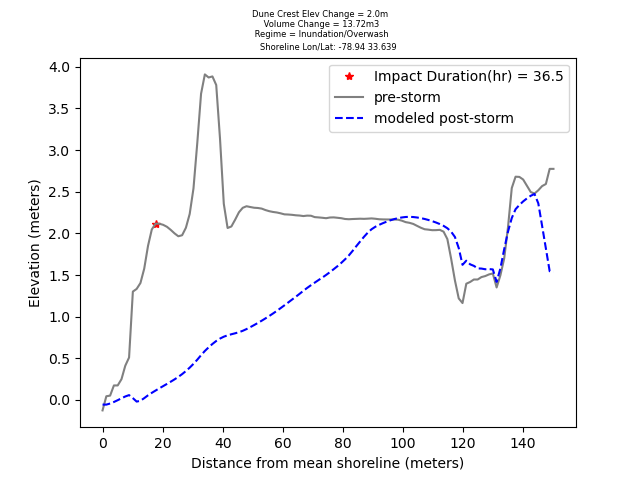 Dune Crest Elev Change = 2.0m
Volume Change = 13.72m3
Regime = Inundation/Overwash
Shoreline Lon/Lat: -78.94 33.639
Impact Duration(hr) = 36.5
pre-storm
modeled post-storm
4.0
3.5
3.0
2.5
2.0
1.5
1.0
0.5
0.0
Elevation (meters)
0 20 40 60 80 100 120 140
Distance from mean shoreline (meters)